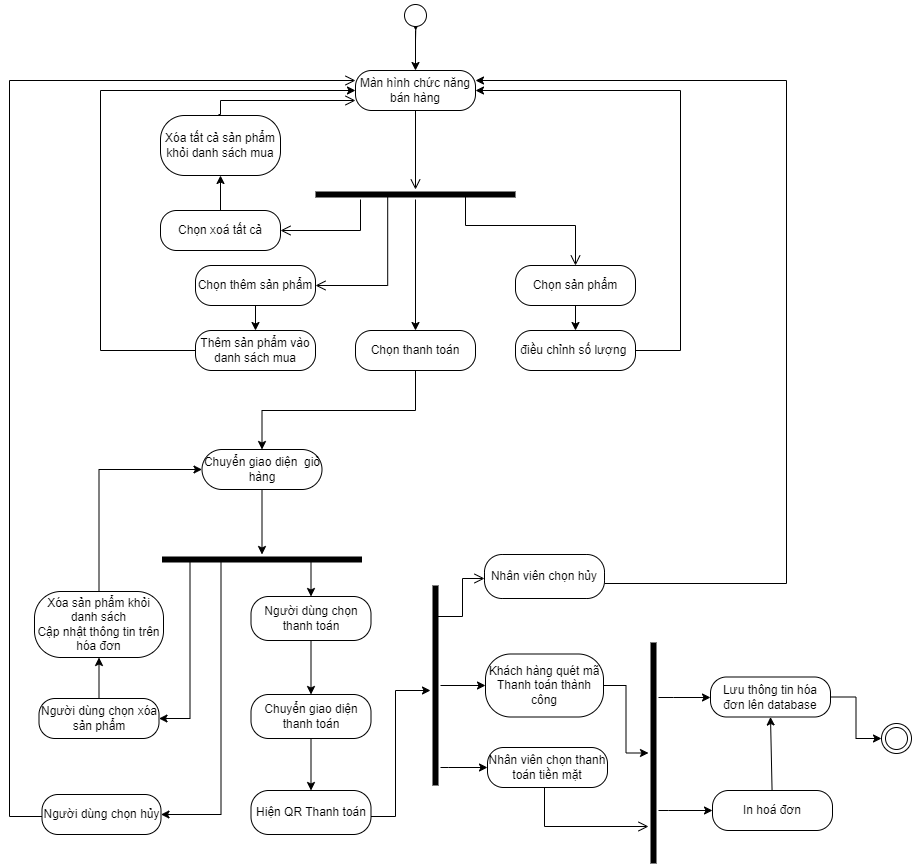 Màn hình chức năng
bán hàng
Xóa tất cả sản phẩm
khỏi danh sách mua
Chọn xoá tất cả
Chọn thêm sản phẩm
Chọn sản phẩm
Thêm sản phẩm vào
danh sách mua
Chọn thanh toán
điều chỉnh số lượng
Chuyển giao diện giỏ
hàng
Nhân viên chọn hủy
Xóa sản phẩm khỏi
danh sách
Cập nhật thông tin trên
hóa đơn
Người dùng chọn
thanh toán
Khách hàng quét mã
Thanh toán thành
công
Lưu thông tin hóa
đơn lên database
Người dùng chọn xóa
sản phẩm
Chuyển giao diện
thanh toán
Nhân viên chọn thanh
toán tiền mặt
Người dùng chọn hủy
Hiện QR Thanh toán
In hoá đơn